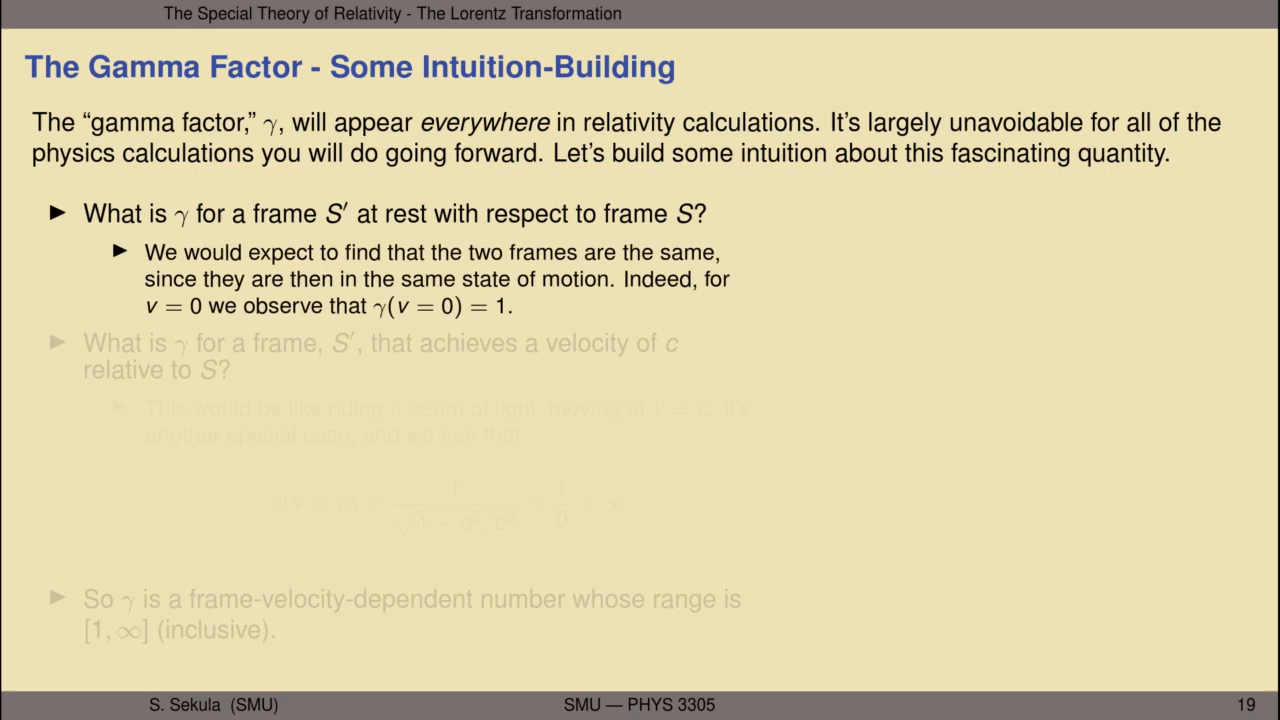 The Special Theory of Relativity - The Lorentz Transformation
The Gamma Factor - Some Intuition-Building
The “gamma factor,” γ, will appear everywhere in relativity calculations. It’s largely unavoidable for all of the
physics calculations you will do going forward. Let’s build some intuition about this fascinating quantity.
▶ What is γ for a frame S′ at rest with respect to frame S?
▶ We would expect to find that the two frames are the same,
since they are then in the same state of motion. Indeed, for
v = 0 we observe that γ(v = 0) = 1.
▶ What is γ for a frame, S′, that achieves a velocity of c
relative to S?
▶ This would be like riding a beam of light, moving at v = c. It’s
another special case, and we see that:
γ(v = c) = 1/√(1 − c²/c²) = 1/0 = ∞
▶ So γ is a frame-velocity-dependent number whose range is
[1, ∞] (inclusive).
S. Sekula (SMU)
SMU — PHYS 3305
19